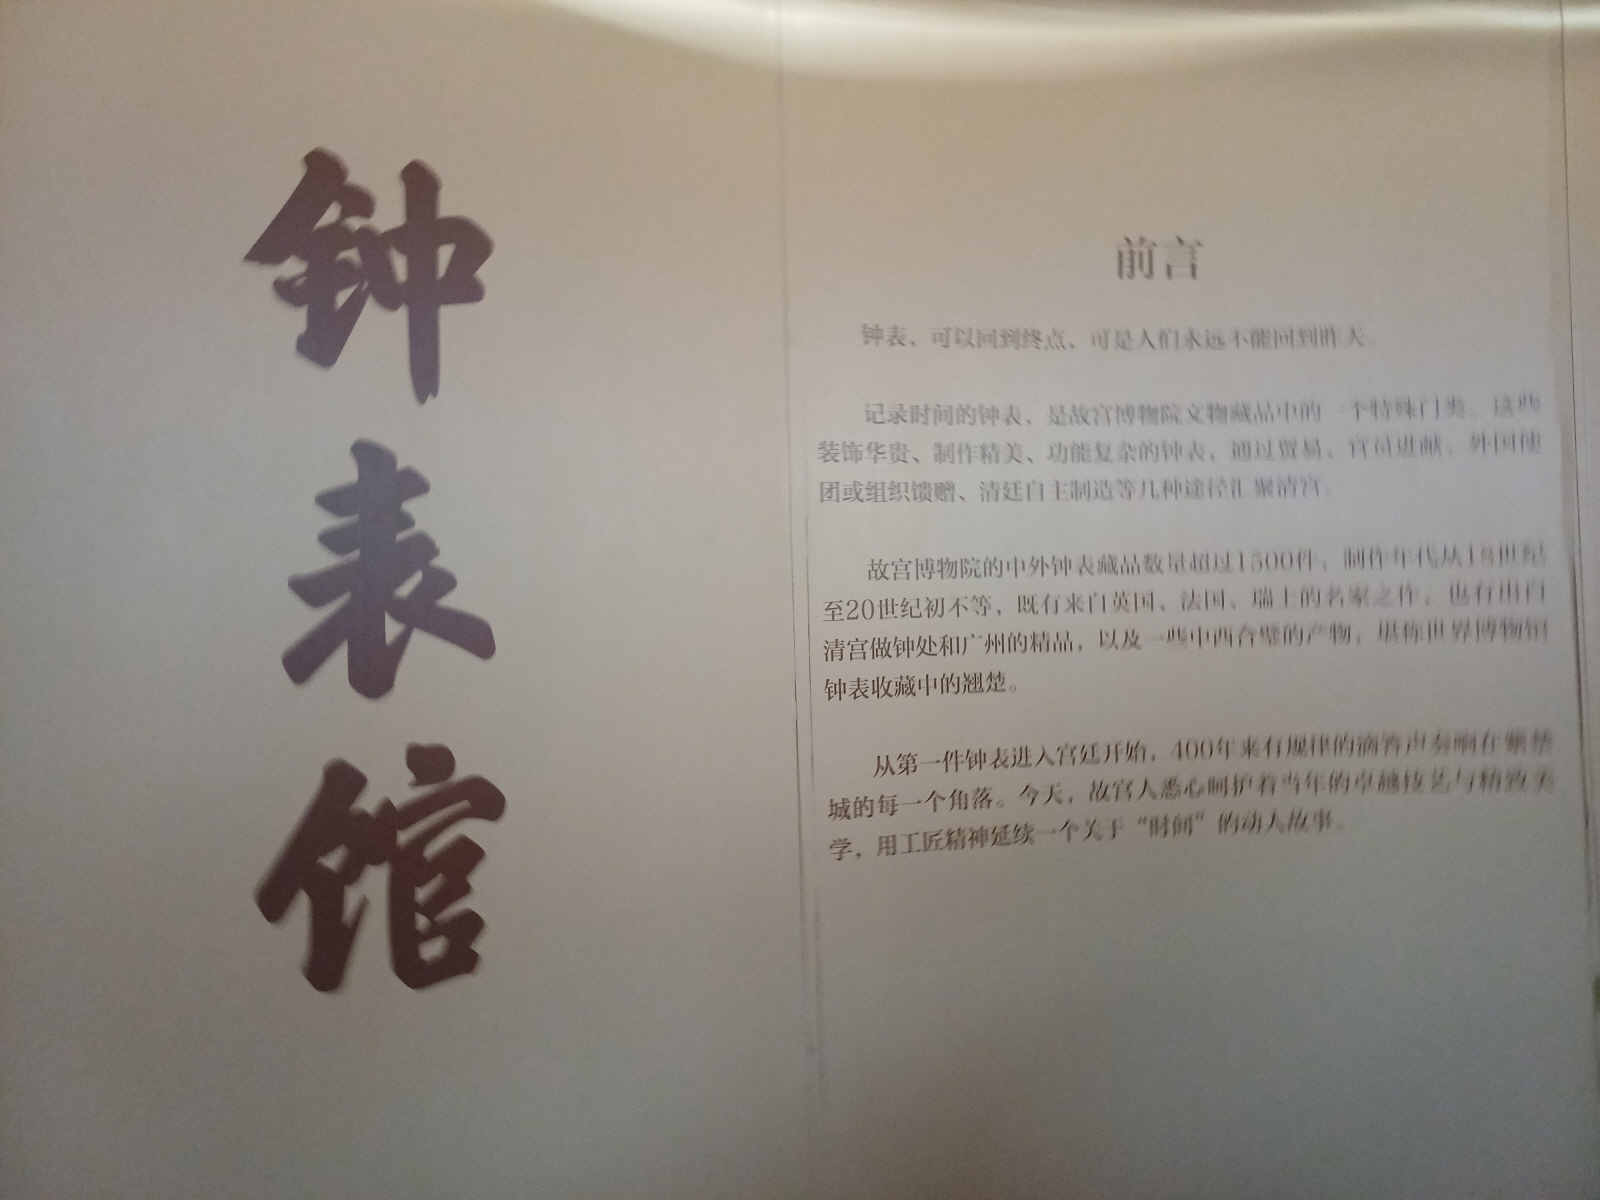 钟表馆
前言
钟表，可以回到终点，可是人们永远不能回到昨天。
记录时间的钟表，是故宫博物院文物藏品中的一个特殊门类。这些
装饰华贵、制作精美、功能复杂的钟表，通过贸易、官员进献、外国使
团或组织馈赠、清廷自主制造等几种途径汇聚清宫。
故宫博物院的中外钟表藏品数量超过1500件，制作年代从18世纪
至20世纪初不等，既有来自英国、法国、瑞士的名家之作，也有出自
清宫做钟处和广州的精品，以及一些中西合璧的产物，堪称世界博物馆
钟表收藏中的翘楚。
从第一件钟表进入宫廷开始，400年来有规律的滴答声奏响在紫禁
城的每一个角落。今天，故宫人悉心呵护着当年的卓越技艺与精致美
学，用工匠精神延续一个关于“时间”的动人故事。